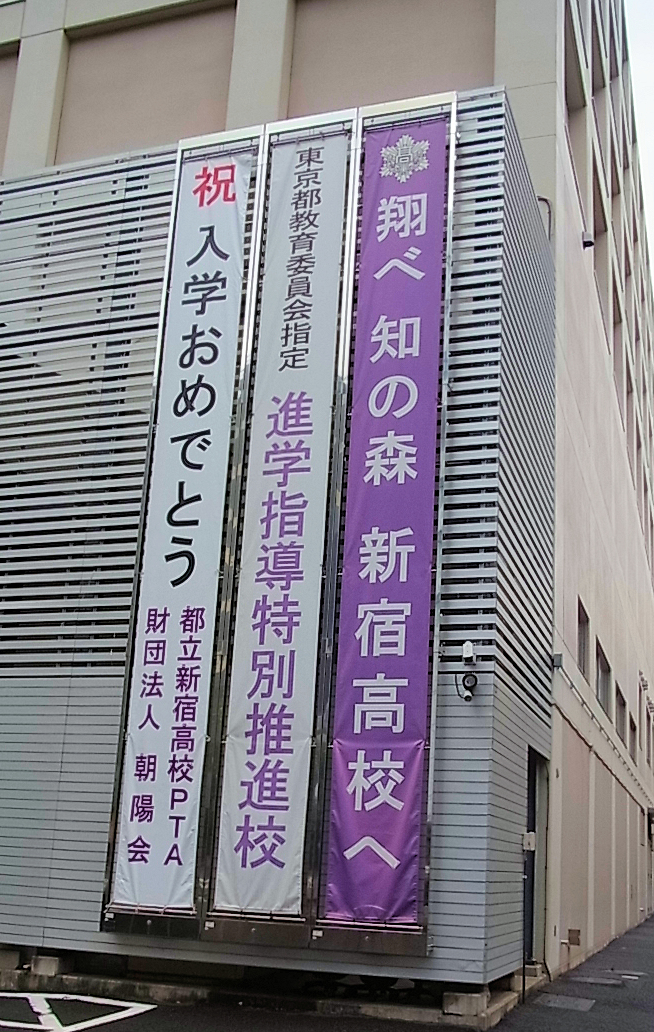 高
翔べ 知の森 新宿高校へ
東京都教育委員会指定 進学指導特別推進校
祝 入学おめでとう
都立新宿高校PTA
財団法人 朝陽会